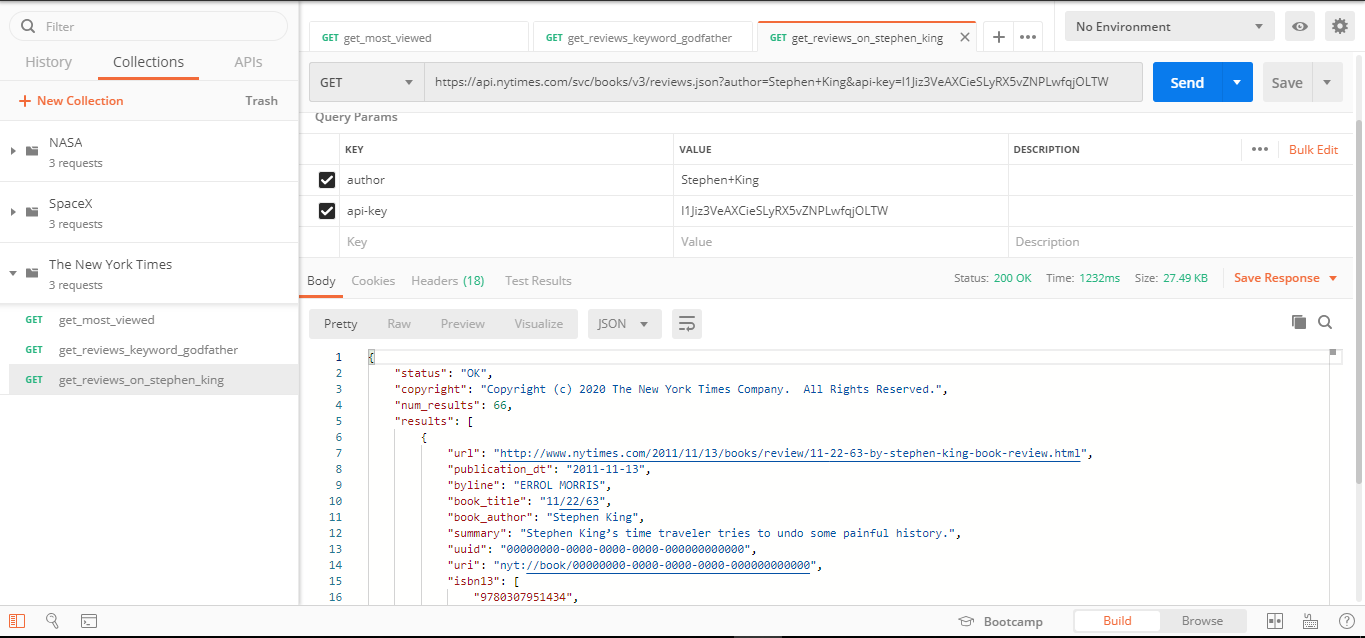 Filter
History Collections APIs
+ New Collection Trash
NASA
3 requests
SpaceX
3 requests
The New York Times
3 requests
GET get_most_viewed
GET get_reviews_keyword_godfather
GET get_reviews_on_stephen_king
GET get_most_viewed GET get_reviews_keyword_godfather GET get_reviews_on_stephen_king
No Environment
GET https://api.nytimes.com/svc/books/v3/reviews.json?author=Stephen+King&api-key=I1Jiz3VeAXCieSLyRX5vZNPLwfqjOLTW Send Save
Query Params
KEY VALUE DESCRIPTION Bulk Edit
author Stephen+King
api-key I1Jiz3VeAXCieSLyRX5vZNPLwfqjOLTW
Key Value Description
Body Cookies Headers (18) Test Results Status: 200 OK Time: 1232ms Size: 27.49 KB Save Response
Pretty Raw Preview Visualize JSON
1 {
2 "status": "OK",
3 "copyright": "Copyright (c) 2020 The New York Times Company.  All Rights Reserved.",
4 "num_results": 66,
5 "results": [
6 {
7 "url": "http://www.nytimes.com/2011/11/13/books/review/11-22-63-by-stephen-king-book-review.html",
8 "publication_dt": "2011-11-13",
9 "byline": "ERROL MORRIS",
10 "book_title": "11/22/63",
11 "book_author": "Stephen King",
12 "summary": "Stephen King’s time traveler tries to undo some painful history.",
13 "uuid": "00000000-0000-0000-0000-000000000000",
14 "uri": "nyt://book/00000000-0000-0000-0000-000000000000",
15 "isbn13": [
16 "9780307951434",
Bootcamp Build Browse